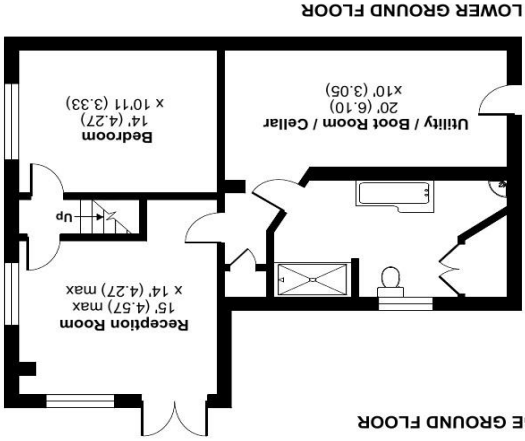 E GROUND FLOOR
Reception Room
15' (4.57) max
x 14' (4.27) max
Up
Utility / Boot Room / Cellar
20' (6.10)
x10' (3.05)
Bedroom
14' (4.27)
x 10'11 (3.33)
LOWER GROUND FLOOR